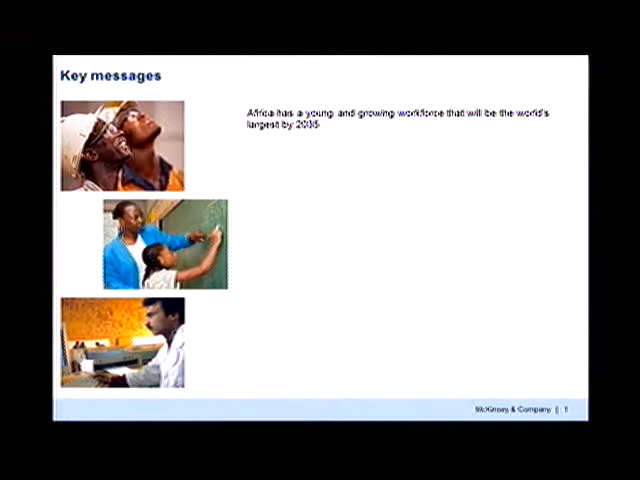 Key messages
Africa has a young and growing workforce that will be the world's
largest by 2035
McKinsey & Company || 1